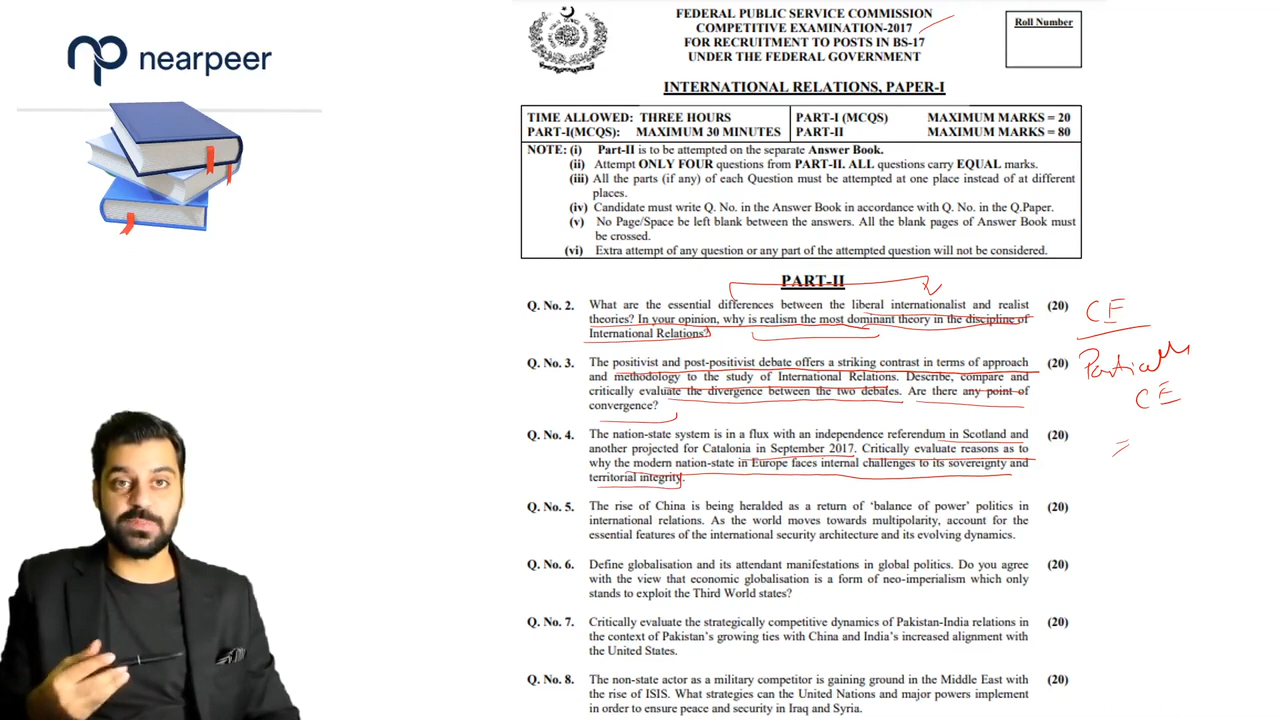 nearpeer
FEDERAL PUBLIC SERVICE COMMISSION
COMPETITIVE EXAMINATION-2017
FOR RECRUITMENT TO POSTS IN BS-17
UNDER THE FEDERAL GOVERNMENT
Roll Number
INTERNATIONAL RELATIONS, PAPER-I
TIME ALLOWED: THREE HOURS PART-I (MCQS) MAXIMUM MARKS = 20
PART-I(MCQS): MAXIMUM 30 MINUTES PART-II MAXIMUM MARKS = 80
NOTE: (i) Part-II is to be attempted on the separate Answer Book.
(ii) Attempt ONLY FOUR questions from PART-II. ALL questions carry EQUAL marks.
(iii) All the parts (if any) of each Question must be attempted at one place instead of at different
places.
(iv) Candidate must write Q. No. in the Answer Book in accordance with Q. No. in the Q.Paper.
(v) No Page/Space be left blank between the answers. All the blank pages of Answer Book must
be crossed.
(vi) Extra attempt of any question or any part of the attempted question will not be considered.
PART-II
Q. No. 2. What are the essential differences between the liberal internationalist and realist (20)
theories? In your opinion, why is realism the most dominant theory in the discipline of
International Relations?
CE
Q. No. 3. The positivist and post-positivist debate offers a striking contrast in terms of approach (20)
and methodology to the study of International Relations. Describe, compare and
critically evaluate the divergence between the two debates. Are there any point of
convergence?
Partially
CE
Q. No. 4. The nation-state system is in a flux with an independence referendum in Scotland and (20)
another projected for Catalonia in September 2017. Critically evaluate reasons as to
why the modern nation-state in Europe faces internal challenges to its sovereignty and
territorial integrity.
Q. No. 5. The rise of China is being heralded as a return of ‘balance of power’ politics in (20)
international relations. As the world moves towards multipolarity, account for the
essential features of the international security architecture and its evolving dynamics.
Q. No. 6. Define globalisation and its attendant manifestations in global politics. Do you agree (20)
with the view that economic globalisation is a form of neo-imperialism which only
stands to exploit the Third World states?
Q. No. 7. Critically evaluate the strategically competitive dynamics of Pakistan-India relations in (20)
the context of Pakistan’s growing ties with China and India’s increased alignment with
the United States.
Q. No. 8. The non-state actor as a military competitor is gaining ground in the Middle East with (20)
the rise of ISIS. What strategies can the United Nations and major powers implement
in order to ensure peace and security in Iraq and Syria.